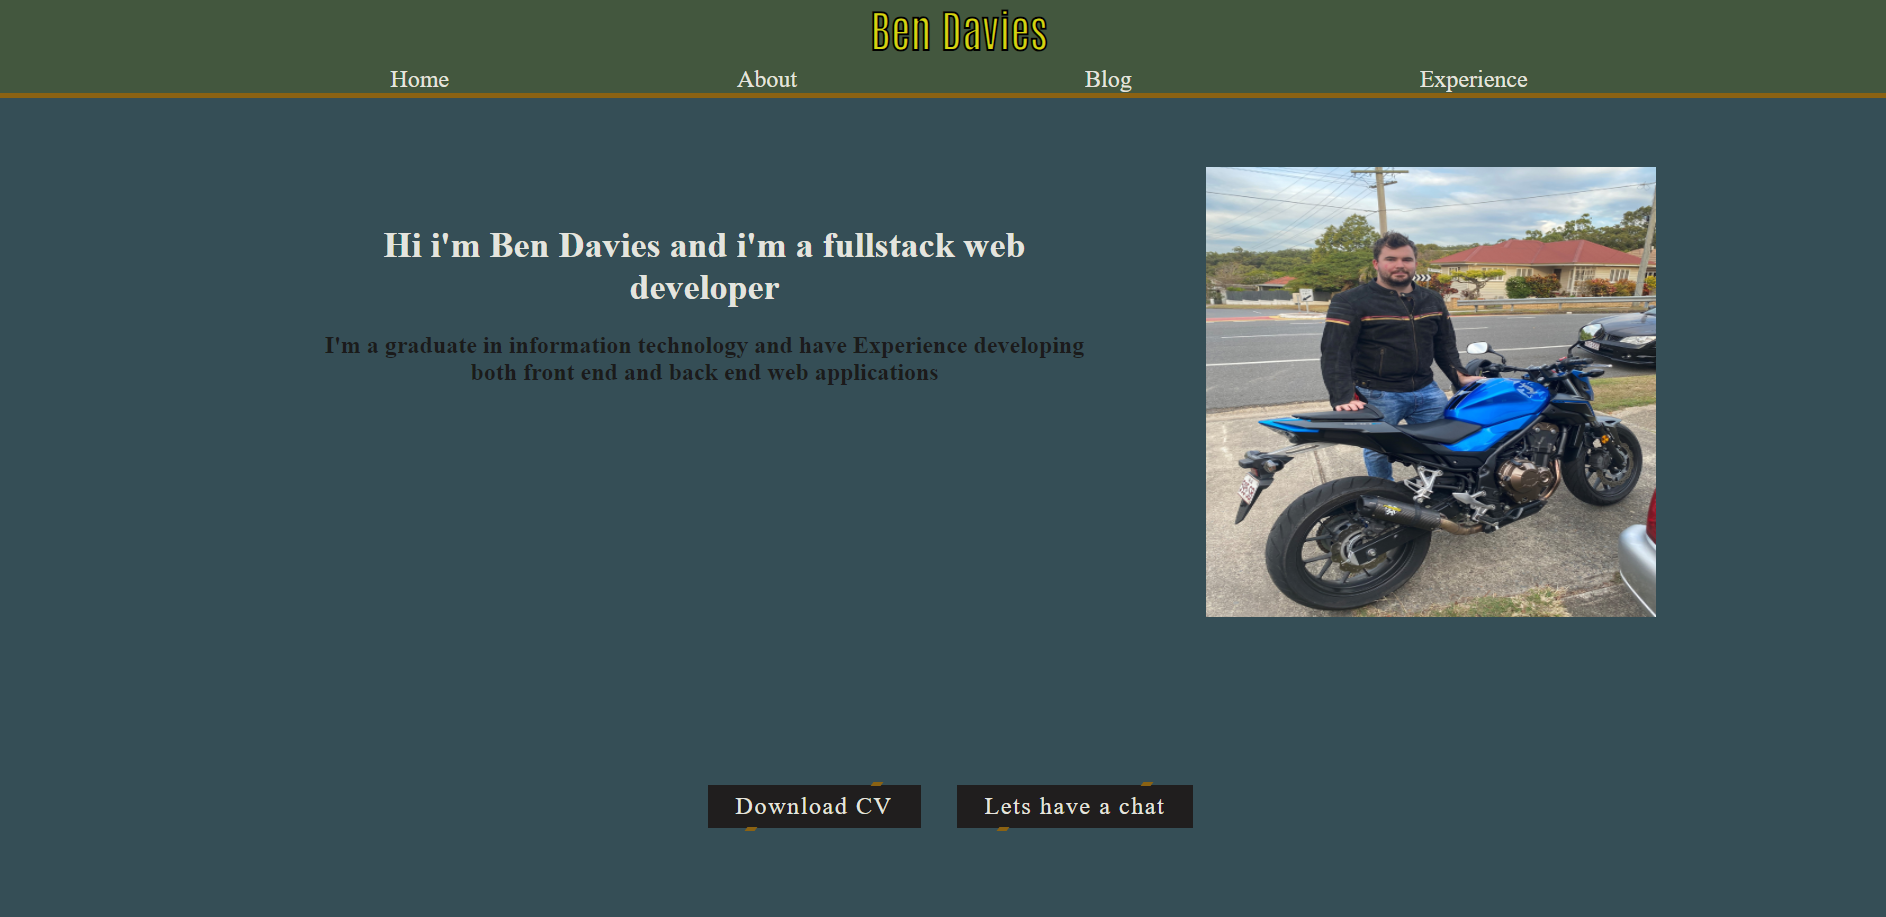 Ben Davies
Home About Blog Experience
Hi i'm Ben Davies and i'm a fullstack web
developer
I'm a graduate in information technology and have Experience developing
both front end and back end web applications
Download CV Lets have a chat